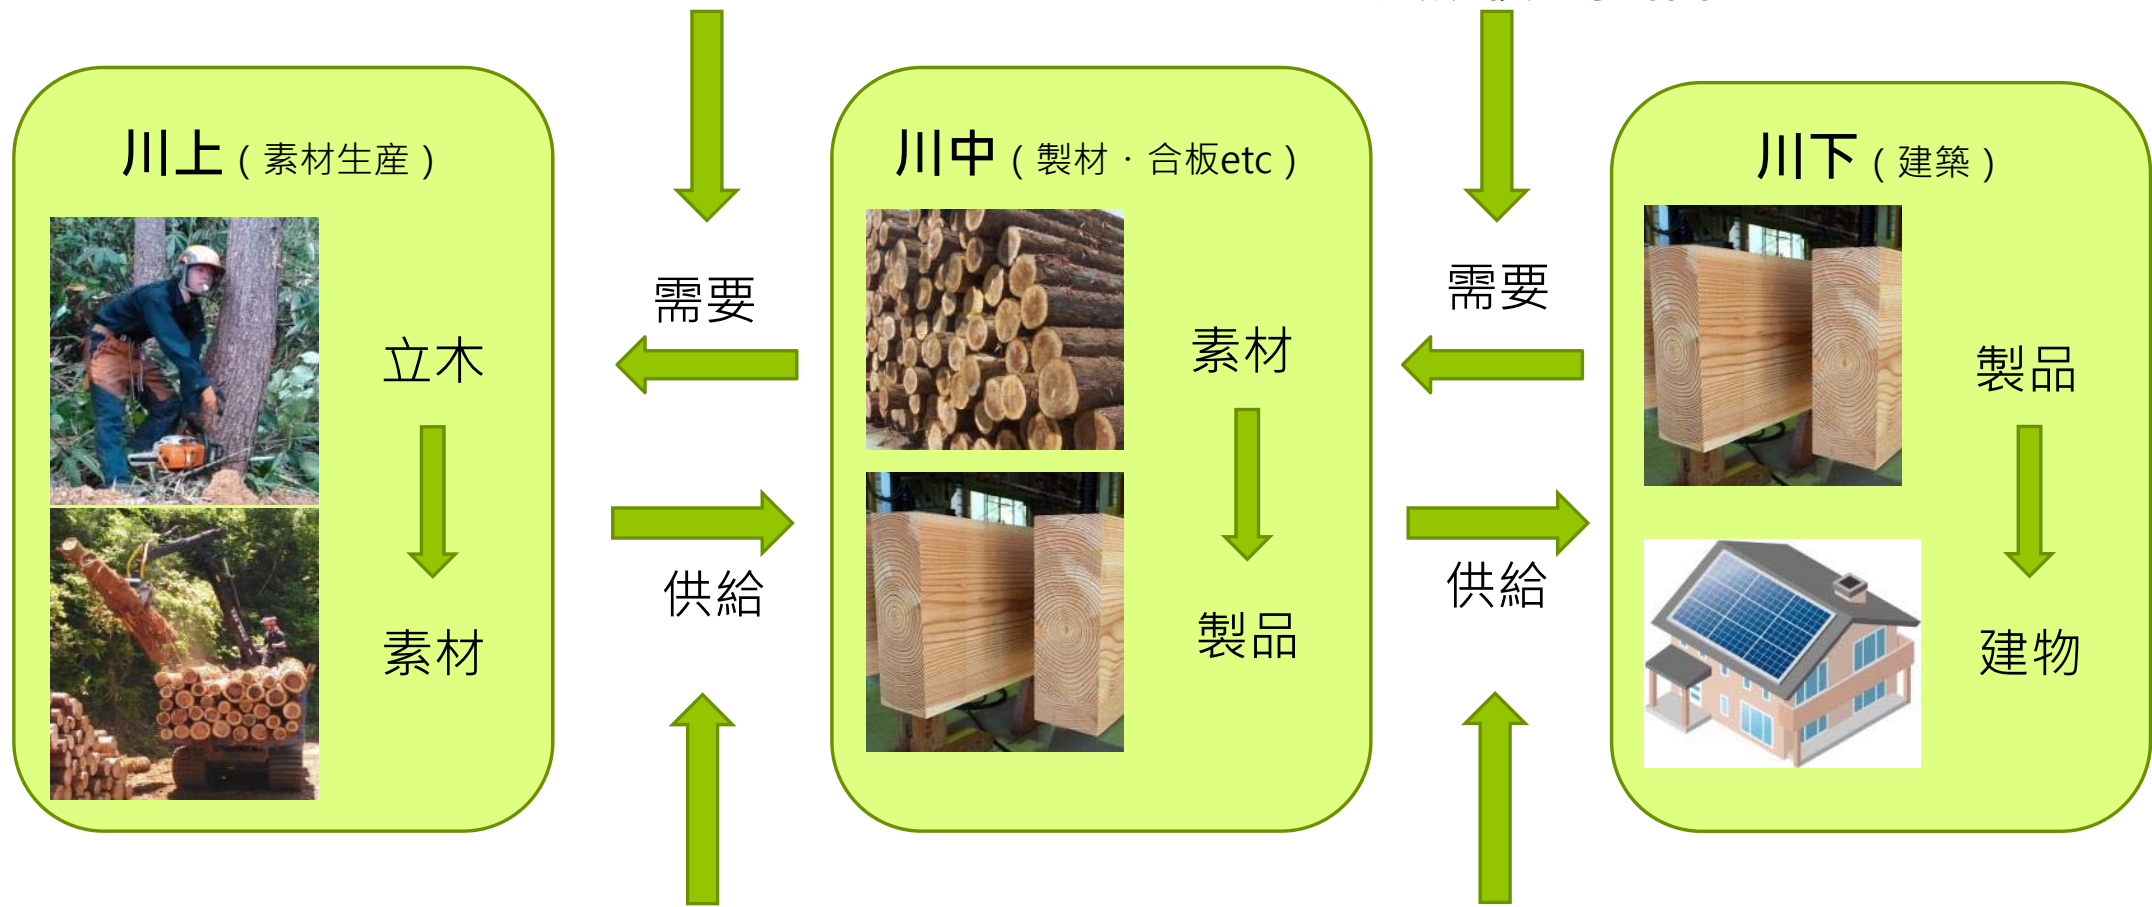 川上（素材生産）
立木
素材
需要
供給
川中（製材・合板etc）
素材
製品
需要
供給
川下（建築）
製品
建物